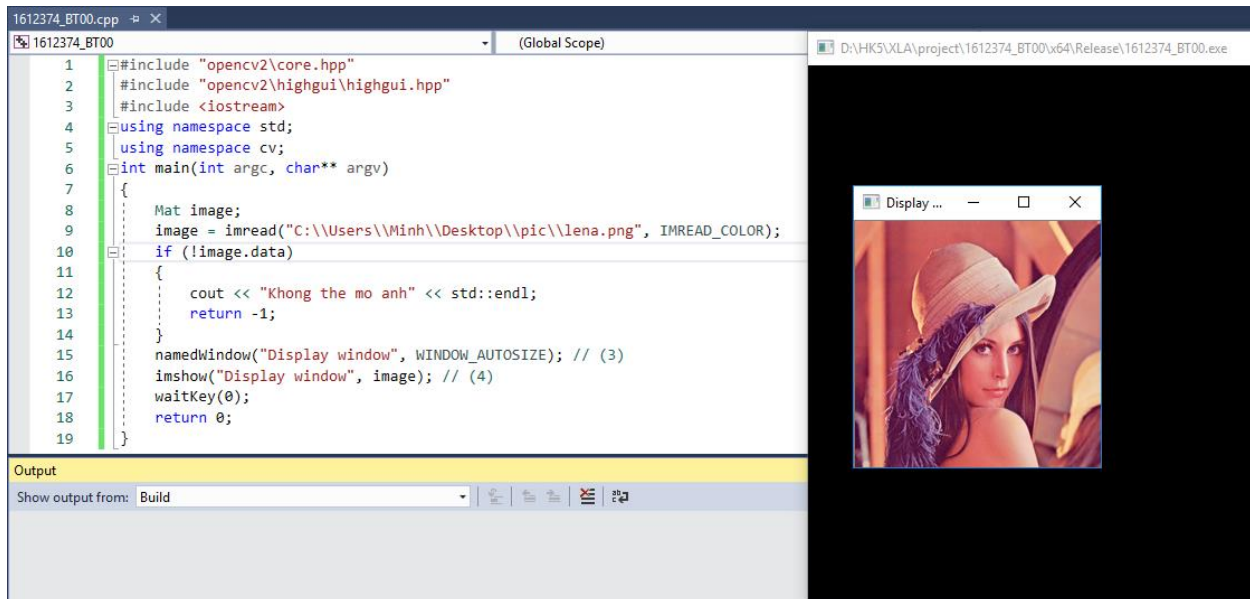 1612374_BT00.cpp
1612374_BT00
(Global Scope)
1 #include "opencv2\core.hpp"
2 #include "opencv2\highgui\highgui.hpp"
3 #include <iostream>
4 using namespace std;
5 using namespace cv;
6 int main(int argc, char** argv)
7 {
8 Mat image;
9 image = imread("C:\\Users\\Minh\\Desktop\\pic\\lena.png", IMREAD_COLOR);
10 if (!image.data)
11 {
12 cout << "Khong the mo anh" << std::endl;
13 return -1;
14 }
15 namedWindow("Display window", WINDOW_AUTOSIZE); // (3)
16 imshow("Display window", image); // (4)
17 waitKey(0);
18 return 0;
19 }
Output
Show output from: Build
D:\HK5\XLA\project\1612374_BT00\x64\Release\1612374_BT00.exe
Display ...